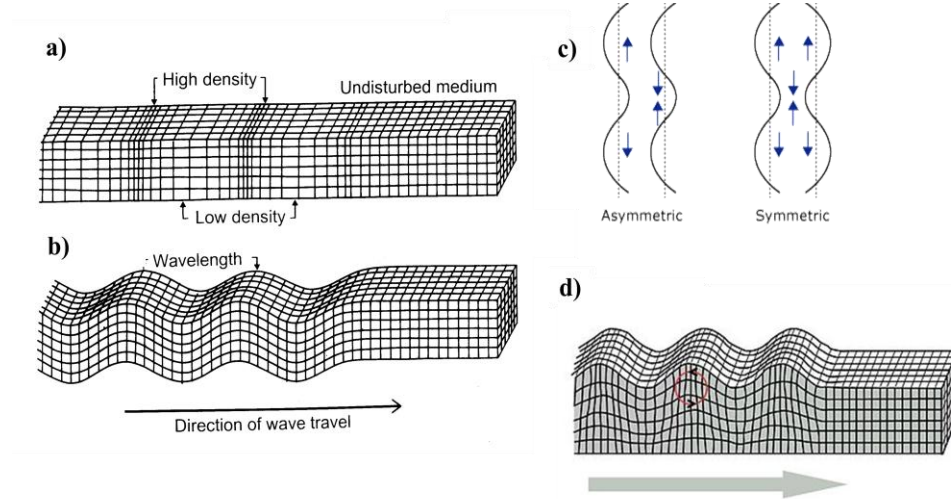 a)
High density
Undisturbed medium
Low density
b)
Wavelength
Direction of wave travel
c)
Asymmetric
Symmetric
d)